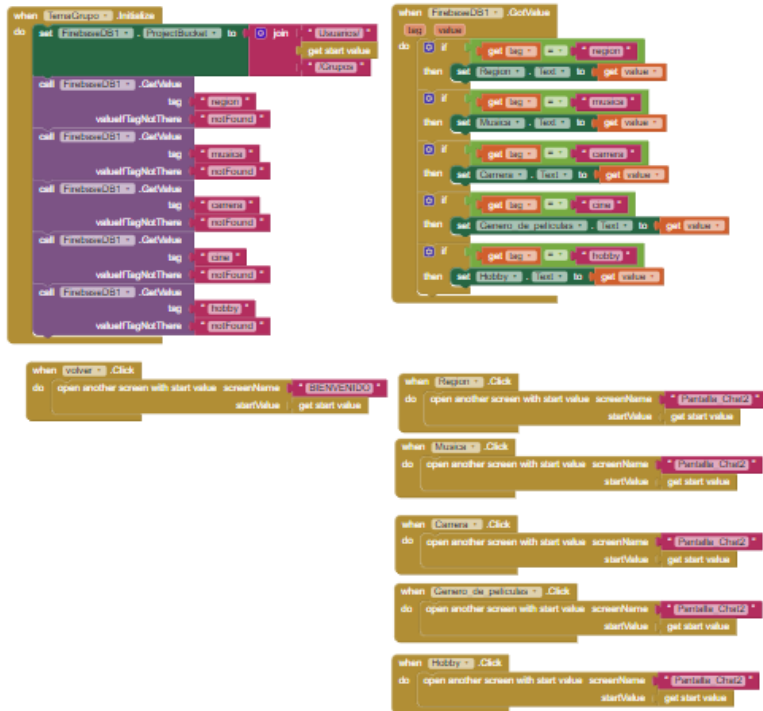 when TemaGrupo .Initialize
do set FirebaseDB1 . ProjectBucket to join " Usuarios/ "
get start value
" /Grupos "
call FirebaseDB1 .GetValue
tag " region "
valueIfTagNotThere " notFound "
call FirebaseDB1 .GetValue
tag " musica "
valueIfTagNotThere " notFound "
call FirebaseDB1 .GetValue
tag " carrera "
valueIfTagNotThere " notFound "
call FirebaseDB1 .GetValue
tag " cine "
valueIfTagNotThere " notFound "
call FirebaseDB1 .GetValue
tag " hobby "
valueIfTagNotThere " notFound "
when FirebaseDB1 .GotValue
tag value
do if get tag = " region "
then set Region . Text to get value
if get tag = " musica "
then set Musica . Text to get value
if get tag = " carrera "
then set Carrera . Text to get value
if get tag = " cine "
then set Genero_de_peliculas . Text to get value
if get tag = " hobby "
then set Hobby . Text to get value
when volver .Click
do open another screen with start value screenName " BIENVENIDO "
startValue get start value
when Region .Click
do open another screen with start value screenName " Pantalla_Chat2 "
startValue get start value
when Musica .Click
do open another screen with start value screenName " Pantalla_Chat2 "
startValue get start value
when Carrera .Click
do open another screen with start value screenName " Pantalla_Chat2 "
startValue get start value
when Genero_de_peliculas .Click
do open another screen with start value screenName " Pantalla_Chat2 "
startValue get start value
when Hobby .Click
do open another screen with start value screenName " Pantalla_Chat2 "
startValue get start value